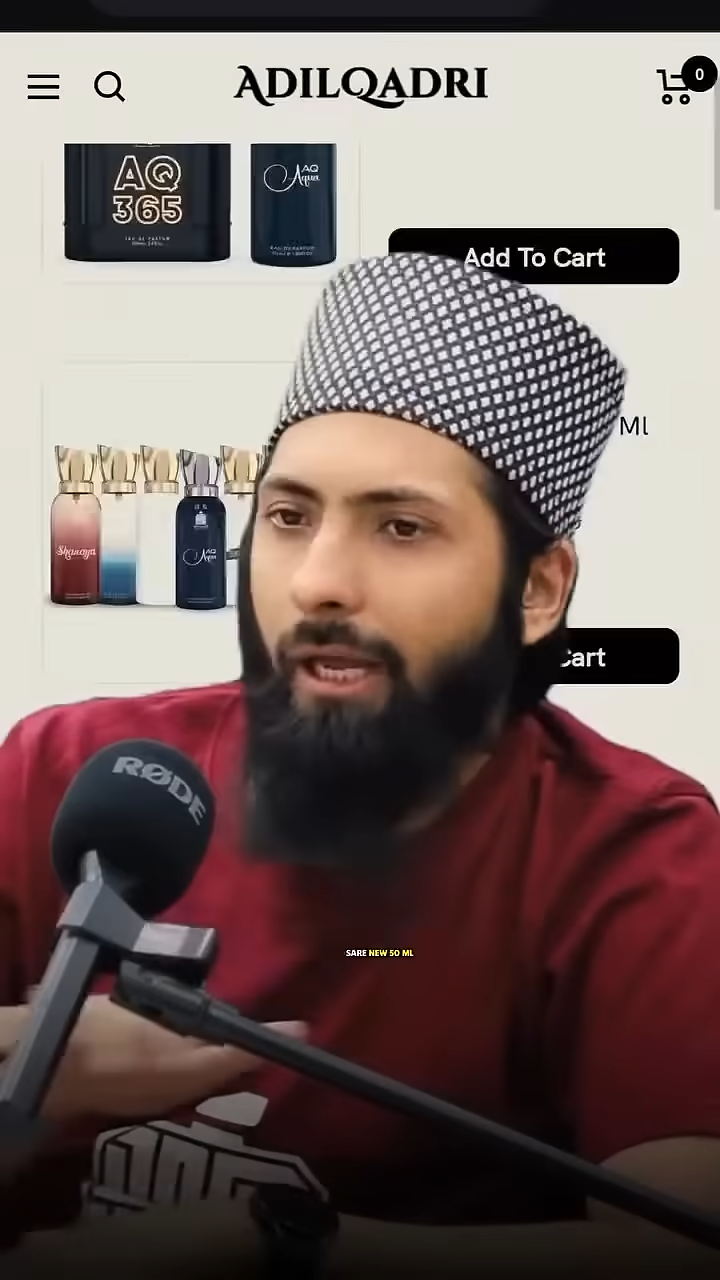 ADILQADRI
0
AQ
365
AQ
Aqua
Add To Cart
Ml
Shanaya
AQ
Aqua
Cart
RØDE
SARE NEW 50 ML